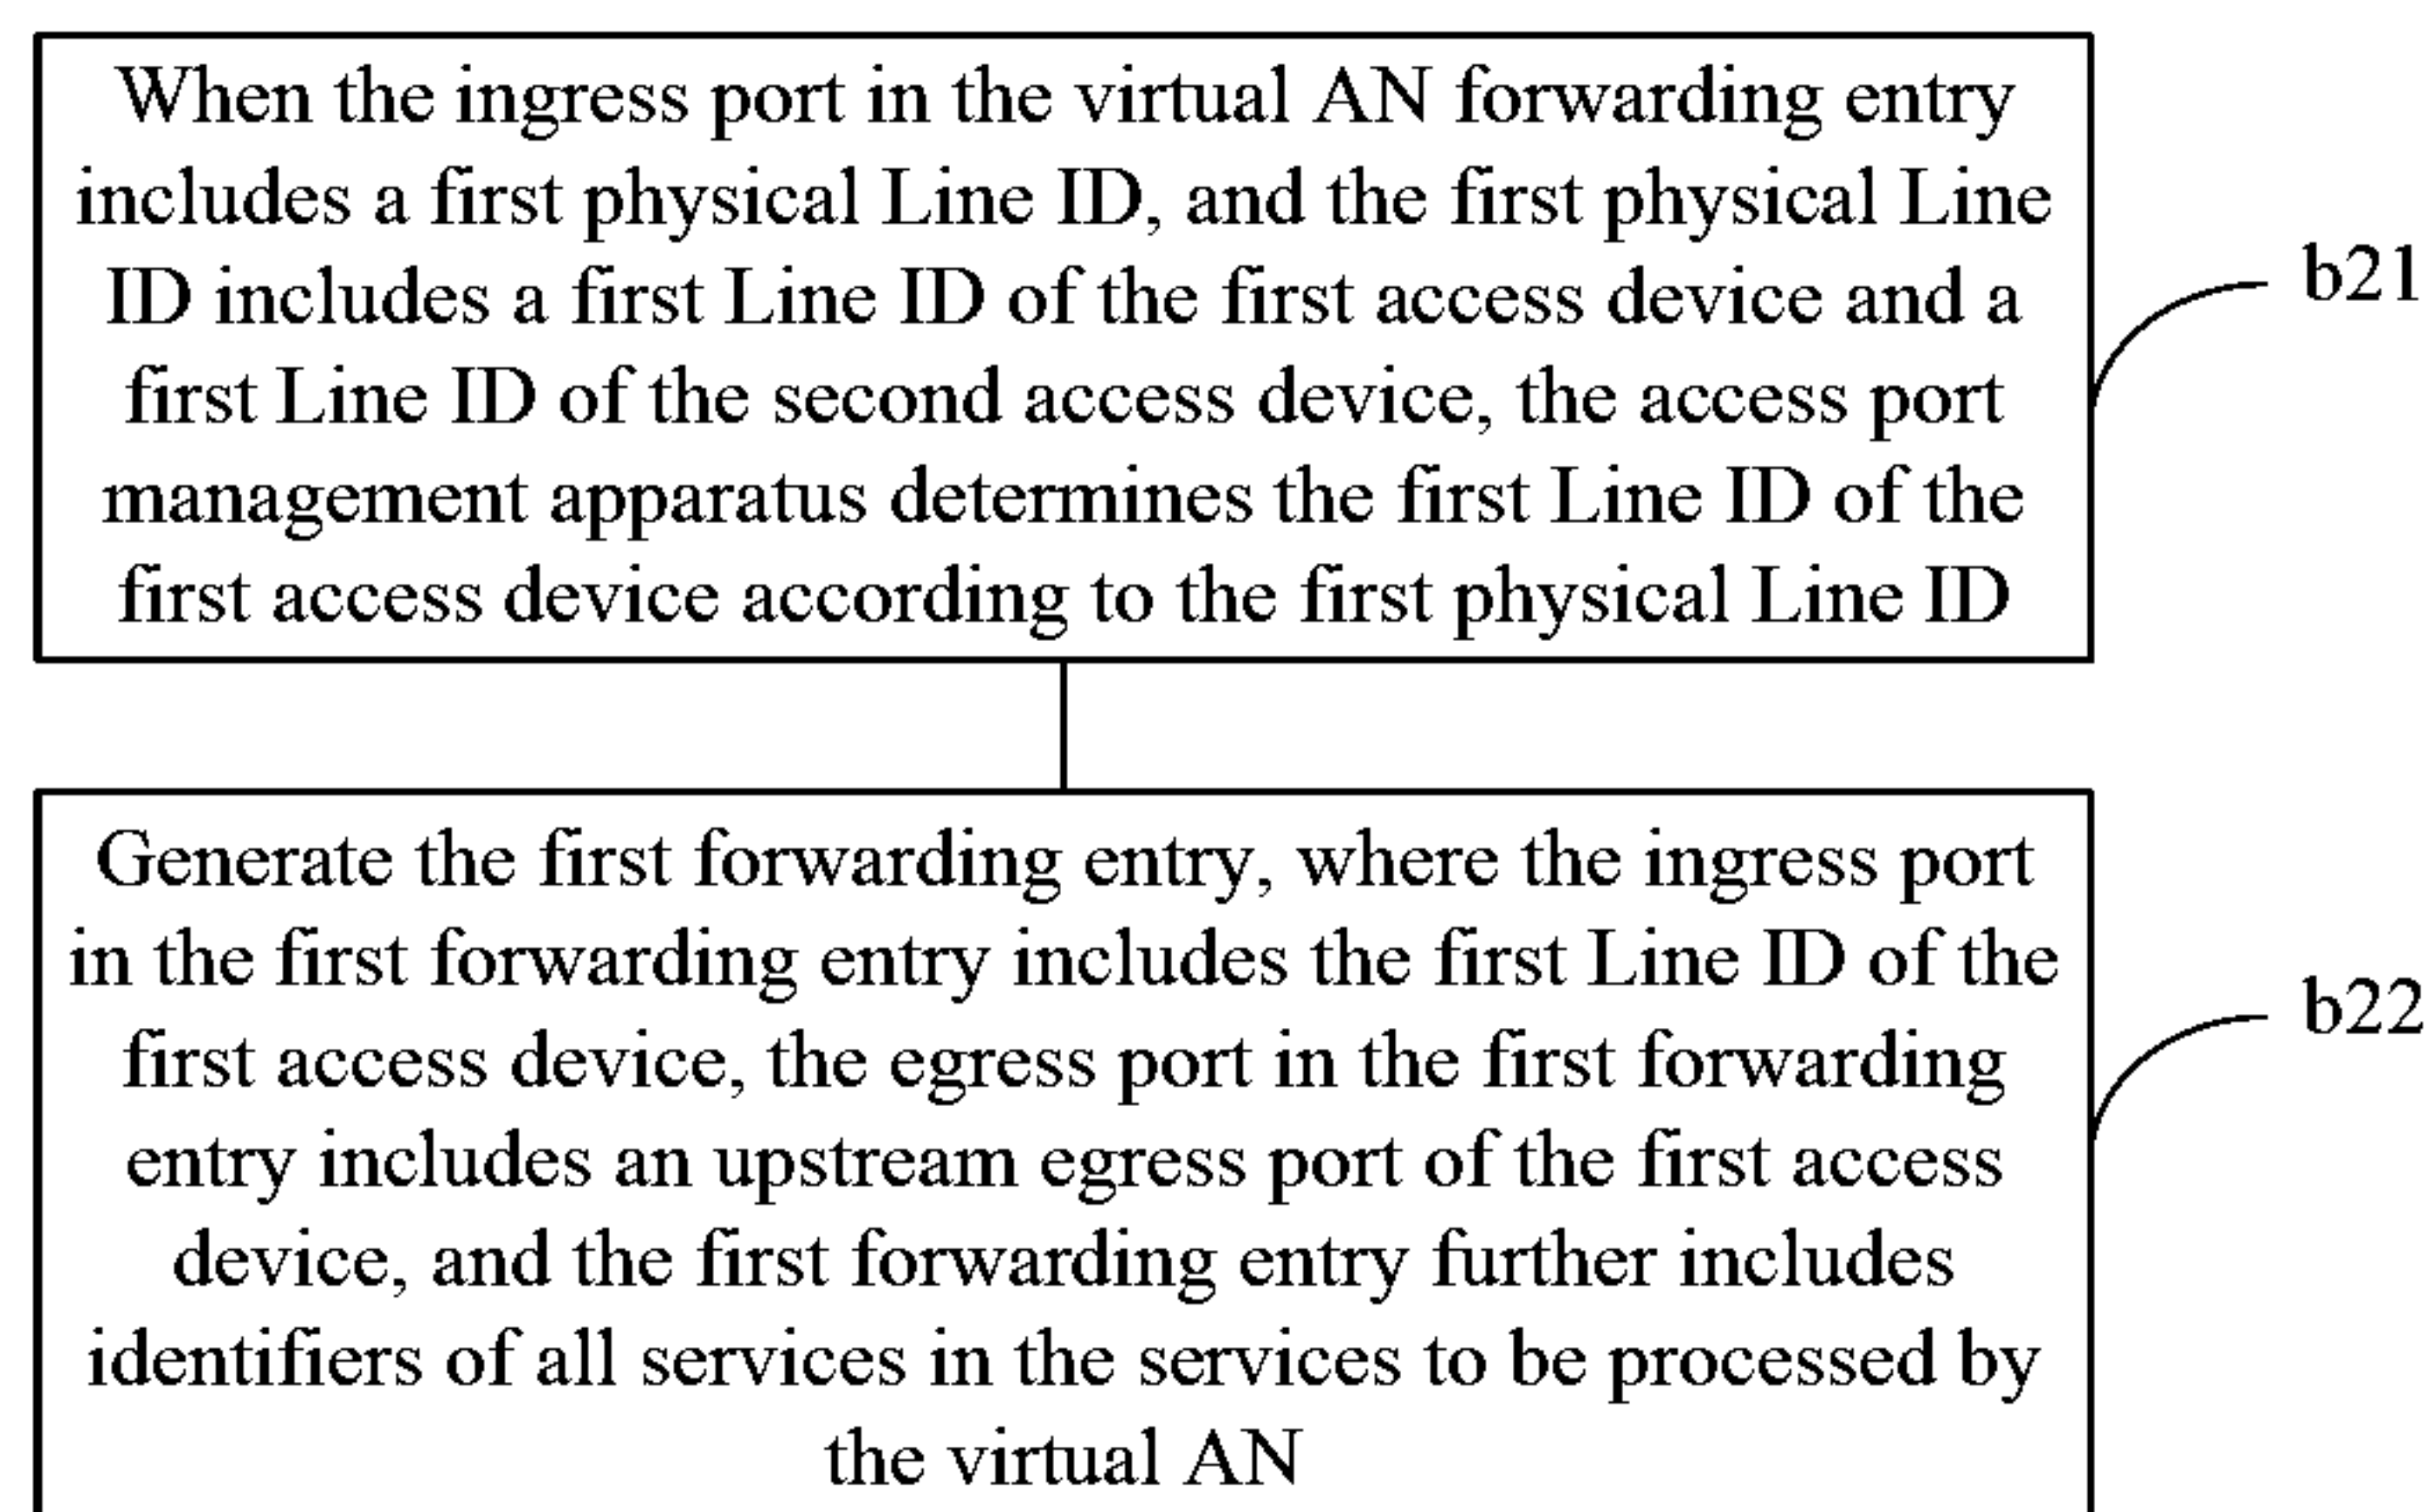 When the ingress port in the virtual AN forwarding entry
includes a first physical Line ID, and the first physical Line
ID includes a first Line ID of the first access device and a
first Line ID of the second access device, the access port
management apparatus determines the first Line ID of the
first access device according to the first physical Line ID
b21
Generate the first forwarding entry, where the ingress port
in the first forwarding entry includes the first Line ID of the
first access device, the egress port in the first forwarding
entry includes an upstream egress port of the first access
device, and the first forwarding entry further includes
identifiers of all services in the services to be processed by
the virtual AN
b22